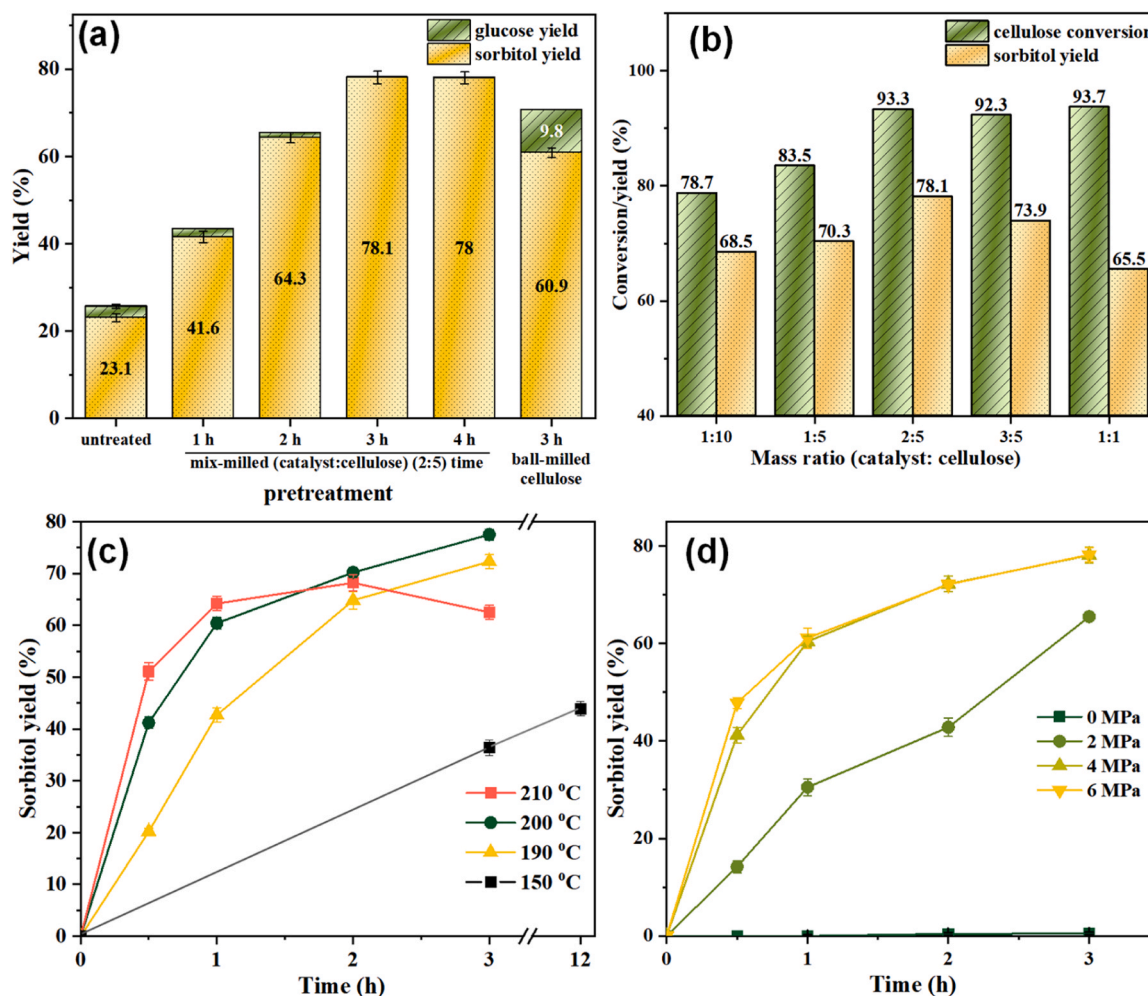 (a)
glucose yield
sorbitol yield
Yield (%)
80
60
40
20
0
23.1
41.6
64.3
78.1
78
9.8
60.9
untreated
1 h
2 h
3 h
4 h
3 h
mix-milled (catalyst:cellulose) (2:5) time
ball-milled
cellulose
pretreatment
(b)
cellulose conversion
sorbitol yield
Conversion/yield (%)
100
80
60
40
78.7
68.5
83.5
70.3
93.3
78.1
92.3
73.9
93.7
65.5
1:10
1:5
2:5
3:5
1:1
Mass ratio (catalyst: cellulose)
(c)
Sorbitol yield (%)
80
70
60
50
40
30
20
10
0
210 °C
200 °C
190 °C
150 °C
0
1
2
3
12
Time (h)
(d)
Sorbitol yield (%)
80
60
40
20
0
0 MPa
2 MPa
4 MPa
6 MPa
0
1
2
3
Time (h)